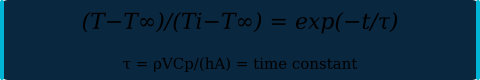 (T−T∞)/(Ti−T∞) = exp(−t/τ)
τ = ρVCp/(hA) = time constant